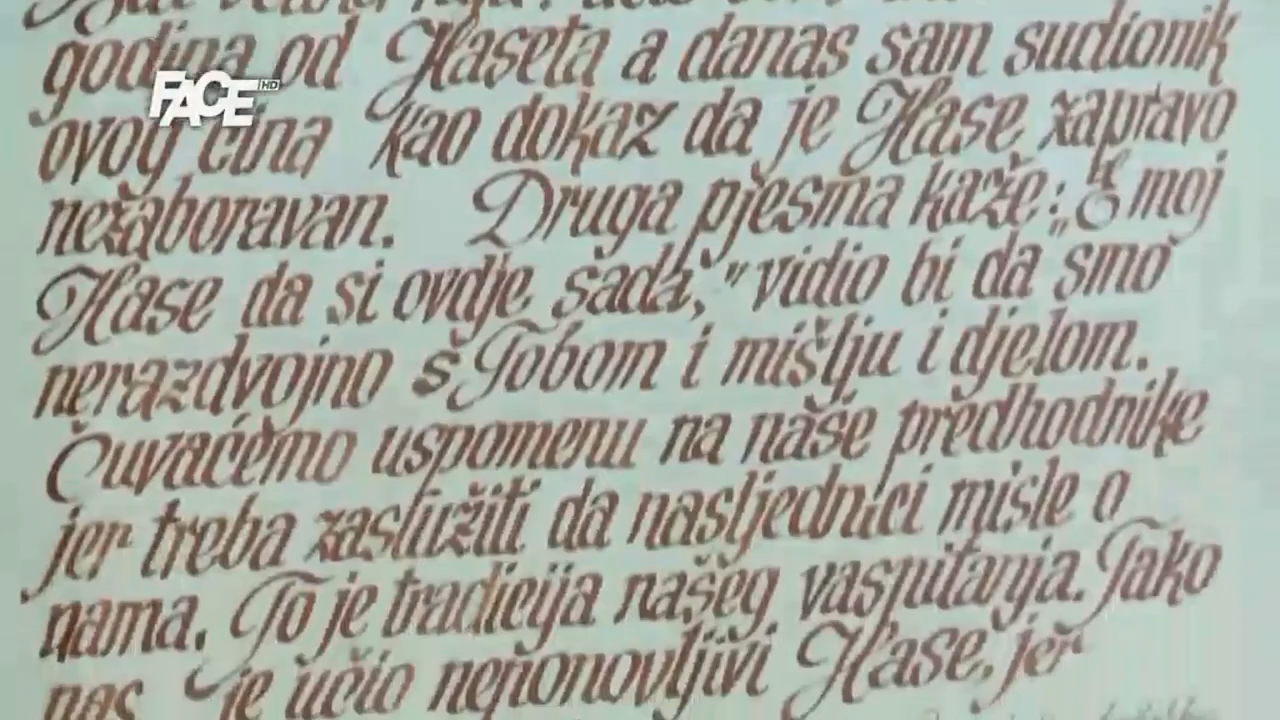 godina od Haseta a danas sam sudionik
FACE HD
ovog čina kao dokaz da je Hase zapravo
nezaboravan. Druga pjesma kaže: „E moj
Hase da si ovdje sada," vidio bi da smo
nerazdvojno s Tobom i mišlju i djelom.
Čuvaćemo uspomenu na naše predhodnike
jer treba zaslužiti da nasljednici misle o
nama. To je tradicija našeg vaspitanja. Tako
nas je učio neponovljivi Hase, jer